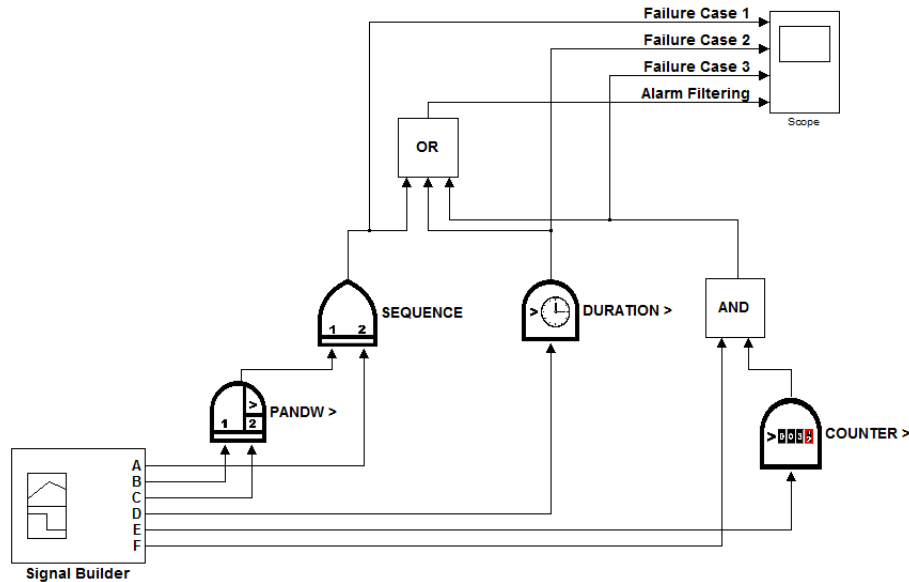 Failure Case 1
Failure Case 2
Failure Case 3
Alarm Filtering
Scope
OR
SEQUENCE
1 2
> DURATION >
AND
PANDW >
1 > 2
COUNTER >
>
A
B
C
D
E
F
Signal Builder